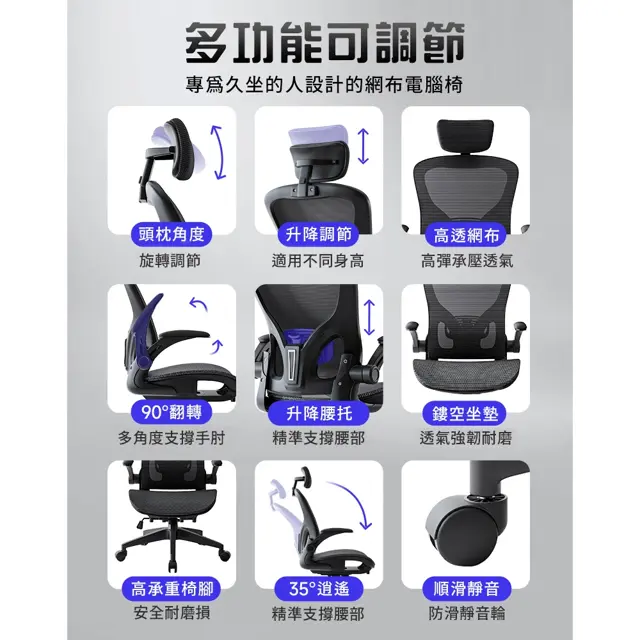 多功能可調節
專爲久坐的人設計的網布電腦椅
頭枕角度
旋轉調節
升降調節
適用不同身高
高透網布
高彈承壓透氣
90°翻轉
多角度支撐手肘
升降腰托
精準支撐腰部
鏤空坐墊
透氣強韌耐磨
高承重椅腳
安全耐磨損
35°逍遙
精準支撐腰部
順滑靜音
防滑靜音輪